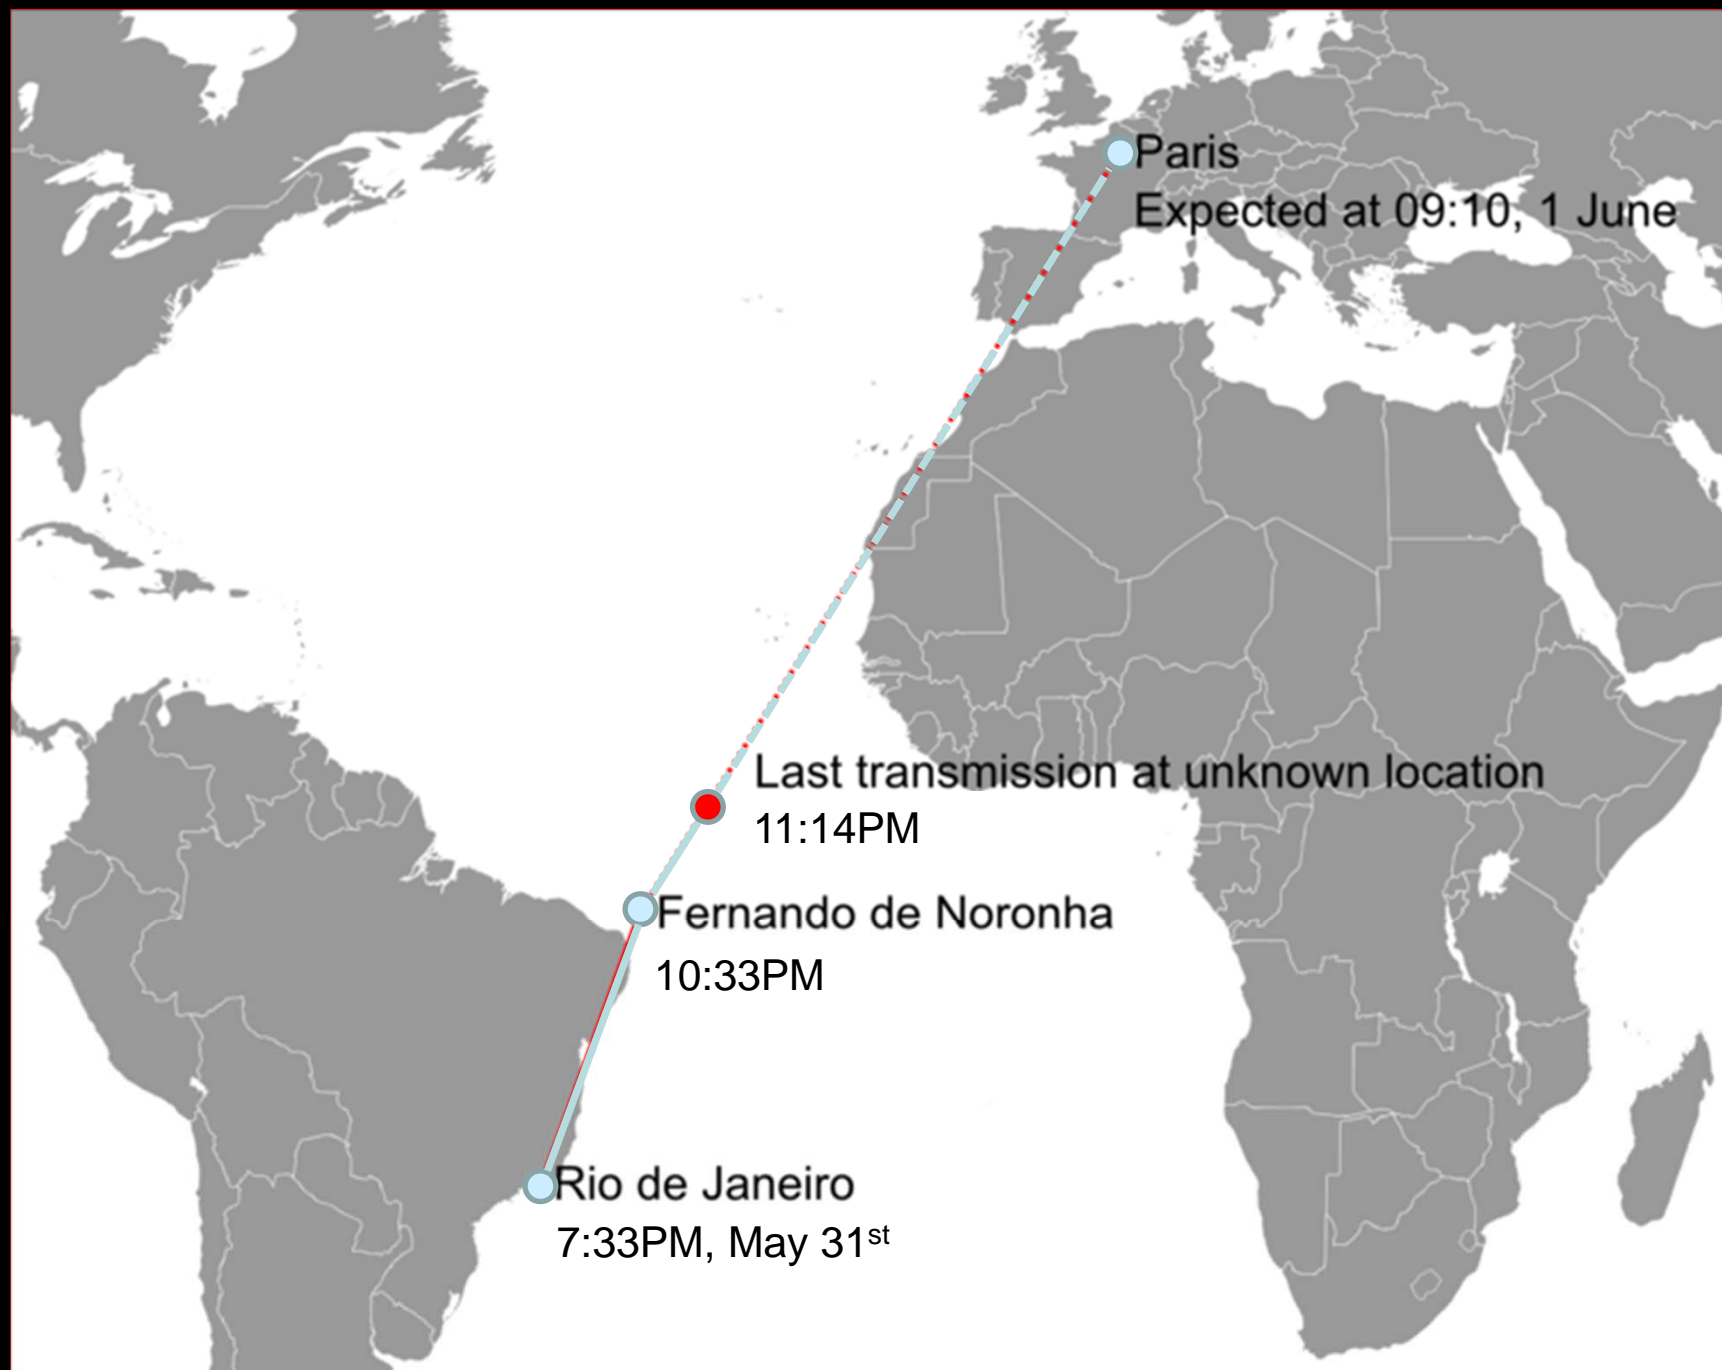 Paris
Expected at 09:10, 1 June
Last transmission at unknown location
11:14PM
Fernando de Noronha
10:33PM
Rio de Janeiro
7:33PM, May 31st